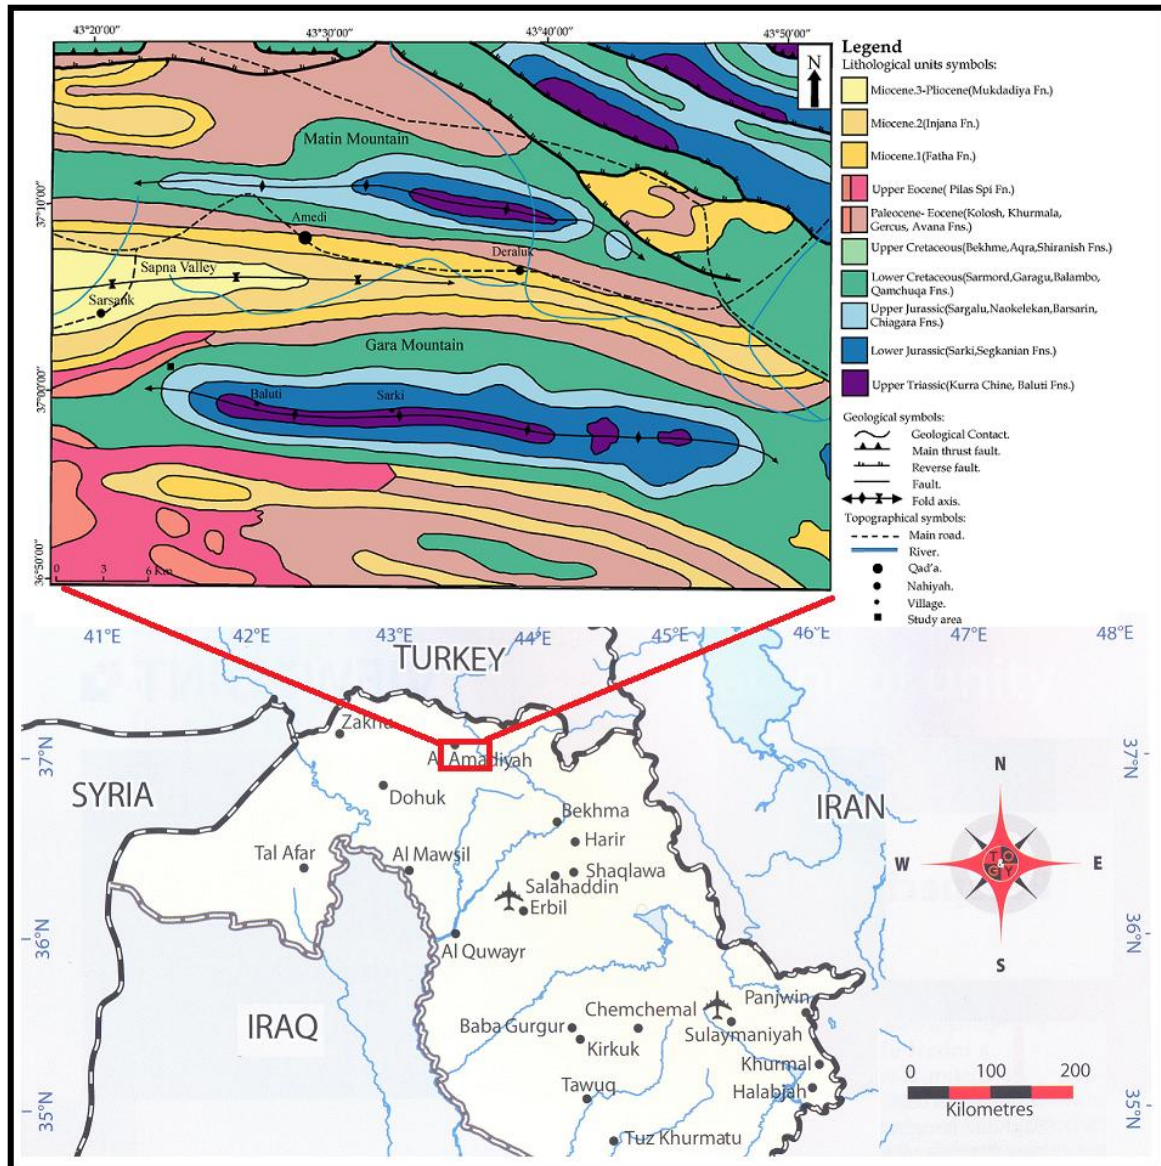 43°20'00"
43°30'00"
43°40'00"
43°50'00"
N
37°10'00"
37°00'00"
36°50'00"
Matin Mountain
Amedi
Deraluk
Sapna Valley
Sarsank
Gara Mountain
Baluti
Sarki
0 3 6 Km
Legend
Lithological units symbols:
Miocene.3-Pliocene(Mukdadiya Fn.)
Miocene.2(Injana Fn.)
Miocene.1(Fatha Fn.)
Upper Eocene( Pilas Spi Fn.)
Paleocene- Eocene(Kolosh, Khurmala,
Gercus, Avana Fns.)
Upper Cretaceous(Bekhme,Aqra,Shiranish Fns.)
Lower Cretaceous(Sarmord,Garagu,Balambo,
Qamchuqa Fns.)
Upper Jurassic(Sargalu,Naokelekan,Barsarin,
Chiagara Fns.)
Lower Jurassic(Sarki,Segkanian Fns.)
Upper Triassic(Kurra Chine, Baluti Fns.)
Geological symbols:
Geological Contact.
Main thrust fault.
Reverse fault.
Fault.
Fold axis.
Topographical symbols:
Main road.
River.
Qad'a.
Nahiyah.
Village.
Study area
41°E
42°E
43°E
44°E
45°E
46°E
47°E
48°E
TURKEY
Zakhu
Al Amadiyah
37°N
37°N
SYRIA
Dohuk
IRAN
Bekhma
Harir
Tal Afar
Al Mawsil
Shaqlawa
Salahaddin
Erbil
36°N
36°N
Al Quwayr
IRAQ
Chemchemal
Panjwin
Baba Gurgur
Sulaymaniyah
Kirkuk
Khurmal
Tawuq
Halabjah
35°N
35°N
Tuz Khurmatu
N
W
E
S
T O
&
G Y
0 100 200
Kilometres